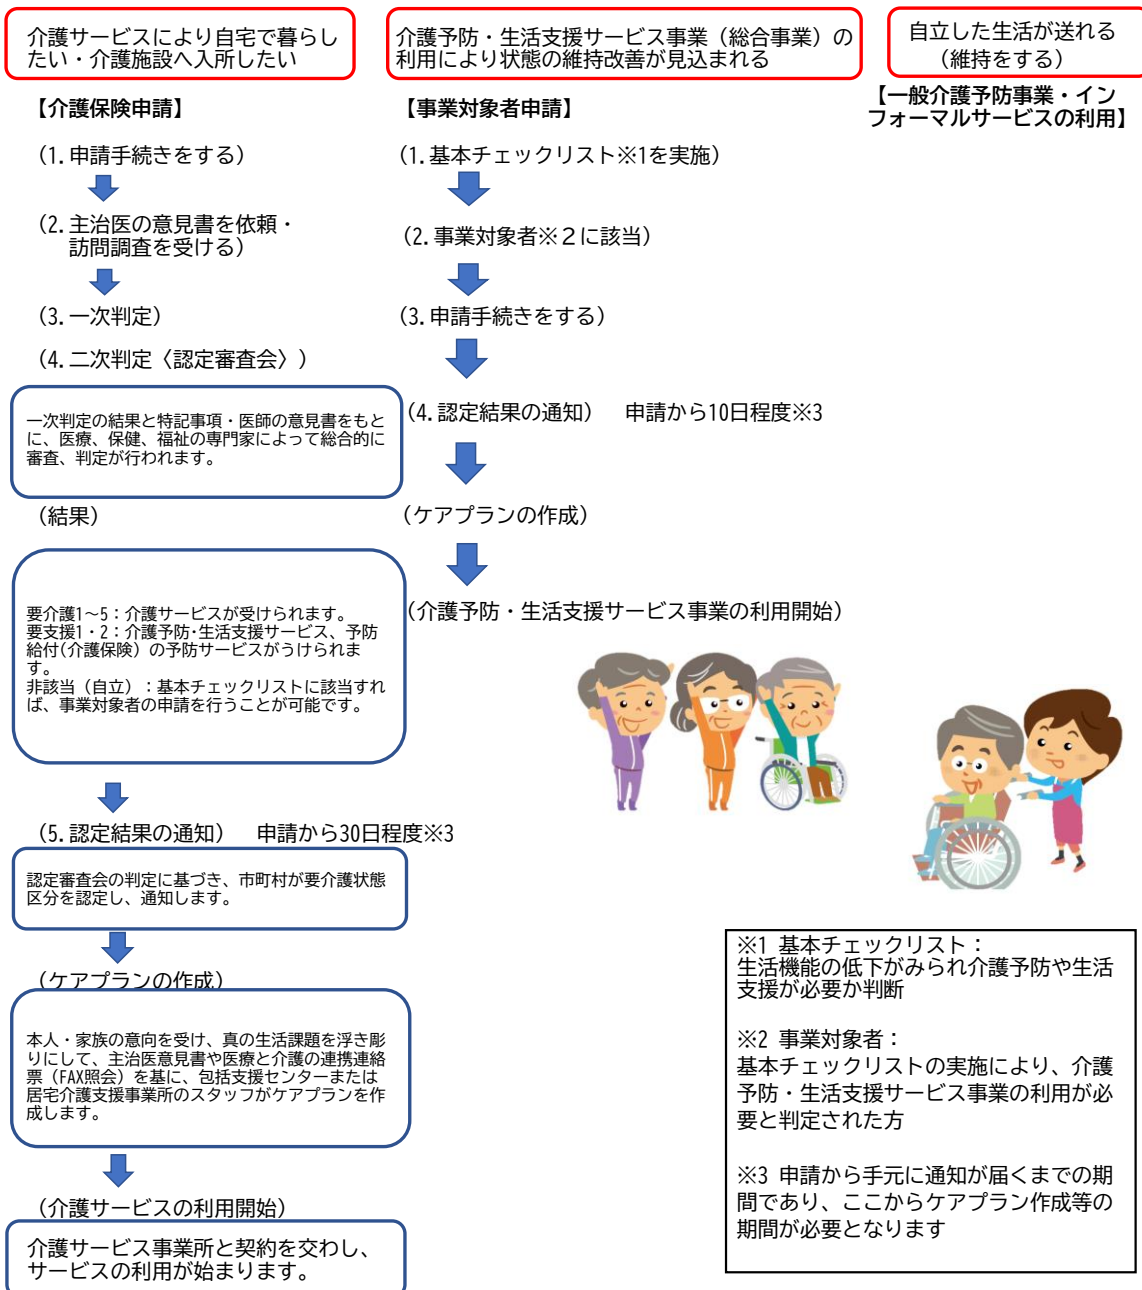 介護サービスにより自宅で暮らし
たい・介護施設へ入所したい
【介護保険申請】
(1.申請手続きをする)
(2.主治医の意見書を依頼・
訪問調査を受ける)
(3.一次判定)
(4.二次判定〈認定審査会〉)
一次判定の結果と特記事項・医師の意見書をもと
に、医療、保健、福祉の専門家によって総合的に
審査、判定が行われます。
(結果)
要介護1~5：介護サービスが受けられます。
要支援1・2：介護予防･生活支援サービス、予防
給付(介護保険）の予防サービスがうけられま
す。
非該当（自立）：基本チェックリストに該当すれ
ば、事業対象者の申請を行うことが可能です。
(5.認定結果の通知)　申請から30日程度※3
認定審査会の判定に基づき、市町村が要介護状態
区分を認定し、通知します。
(ケアプランの作成)
本人・家族の意向を受け、真の生活課題を浮き彫
りにして、主治医意見書や医療と介護の連携連絡
票（FAX照会）を基に、包括支援センターまたは
居宅介護支援事業所のスタッフがケアプランを作
成します。
(介護サービスの利用開始)
介護サービス事業所と契約を交わし、
サービスの利用が始まります。
介護予防・生活支援サービス事業（総合事業）の
利用により状態の維持改善が見込まれる
【事業対象者申請】
(1.基本チェックリスト※1を実施)
(2.事業対象者※２に該当)
(3.申請手続きをする)
(4.認定結果の通知)　申請から10日程度※3
(ケアプランの作成)
(介護予防・生活支援サービス事業の利用開始)
自立した生活が送れる
（維持をする）
【一般介護予防事業・イン
フォーマルサービスの利用】
※1 基本チェックリスト：
生活機能の低下がみられ介護予防や生活
支援が必要か判断
※2 事業対象者：
基本チェックリストの実施により、介護
予防・生活支援サービス事業の利用が必
要と判定された方
※3 申請から手元に通知が届くまでの期
間であり、ここからケアプラン作成等の
期間が必要となります